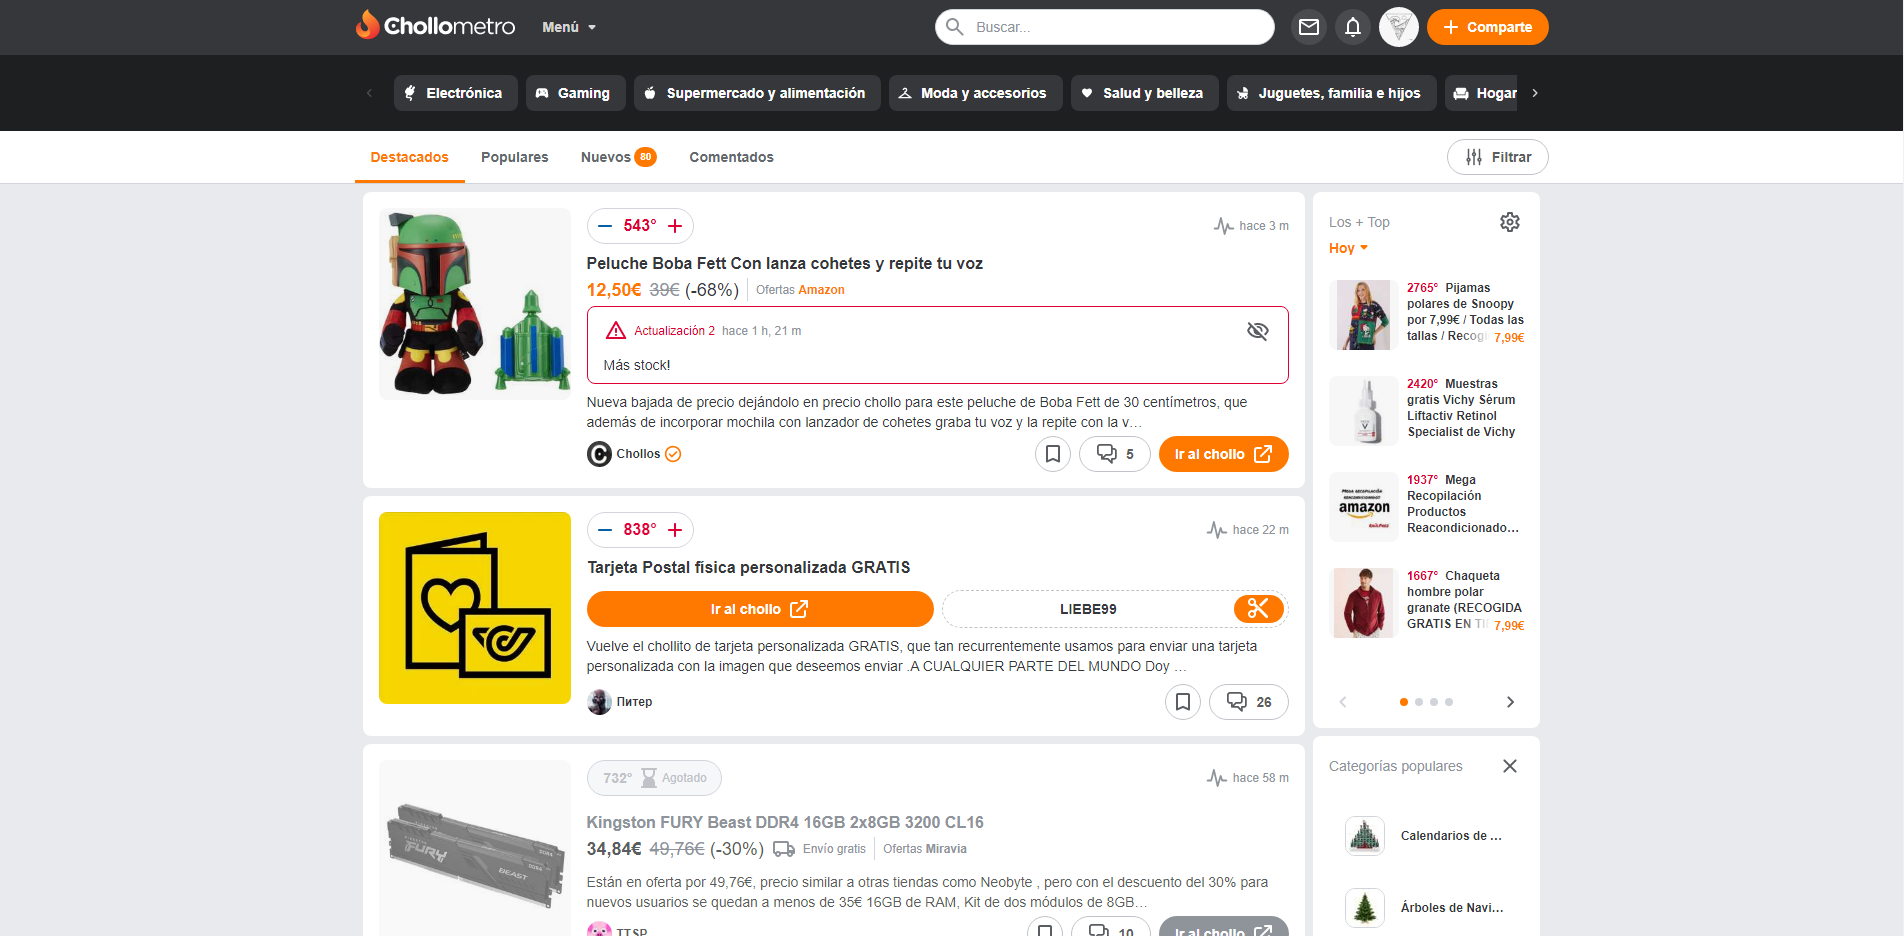 Chollometro
Menú
Buscar...
Comparte
Electrónica
Gaming
Supermercado y alimentación
Moda y accesorios
Salud y belleza
Juguetes, familia e hijos
Hogar
Destacados
Populares
Nuevos 80
Comentados
Filtrar
543°
hace 3 m
Peluche Boba Fett Con lanza cohetes y repite tu voz
12,50€ 39€ (-68%) Ofertas Amazon
Actualización 2 hace 1 h, 21 m
Más stock!
Nueva bajada de precio dejándolo en precio chollo para este peluche de Boba Fett de 30 centímetros, que
además de incorporar mochila con lanzador de cohetes graba tu voz y la repite con la v…
Chollos
5
Ir al chollo
838°
hace 22 m
Tarjeta Postal física personalizada GRATIS
Ir al chollo
LIEBE99
Vuelve el chollito de tarjeta personalizada GRATIS, que tan recurrentemente usamos para enviar una tarjeta
personalizada con la imagen que deseemos enviar .A CUALQUIER PARTE DEL MUNDO Doy …
Питер
26
732° Agotado
hace 58 m
Kingston FURY Beast DDR4 16GB 2x8GB 3200 CL16
34,84€ 49,76€ (-30%) Envío gratis Ofertas Miravia
Están en oferta por 49,76€, precio similar a otras tiendas como Neobyte , pero con el descuento del 30% para
nuevos usuarios se quedan a menos de 35€ 16GB de RAM, Kit de dos módulos de 8GB…
TTSP
10
Ir al chollo
FURY
BEAST
Los + Top
Hoy
2765° Pijamas
polares de Snoopy
por 7,99€ / Todas las
tallas / Recog 7,99€
2420° Muestras
gratis Vichy Sérum
Liftactiv Retinol
Specialist de Vichy
amazon
1937° Mega
Recopilación
Productos
Reacondicionado…
1667° Chaqueta
hombre polar
granate (RECOGIDA
GRATIS EN TI 7,99€
Categorías populares
Calendarios de …
Árboles de Navi…